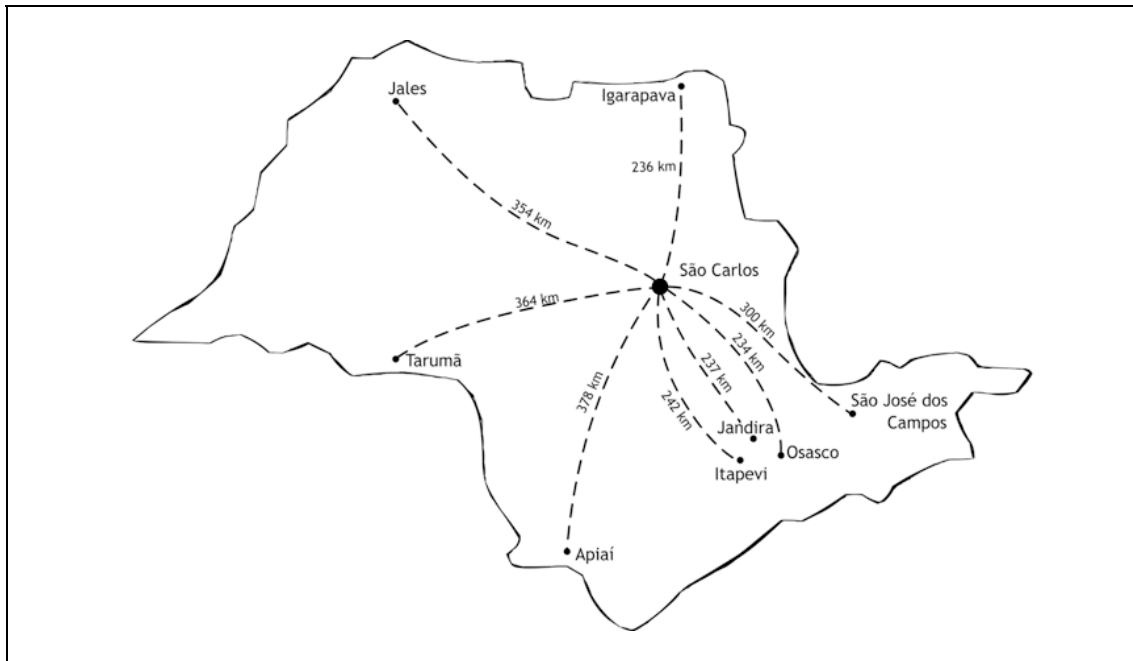 Jales
Igarapava
236 km
354 km
São Carlos
364 km
300 km
234 km
Tarumã
237 km
378 km
242 km
São José dos
Campos
Jandira
Osasco
Itapevi
Apiaí